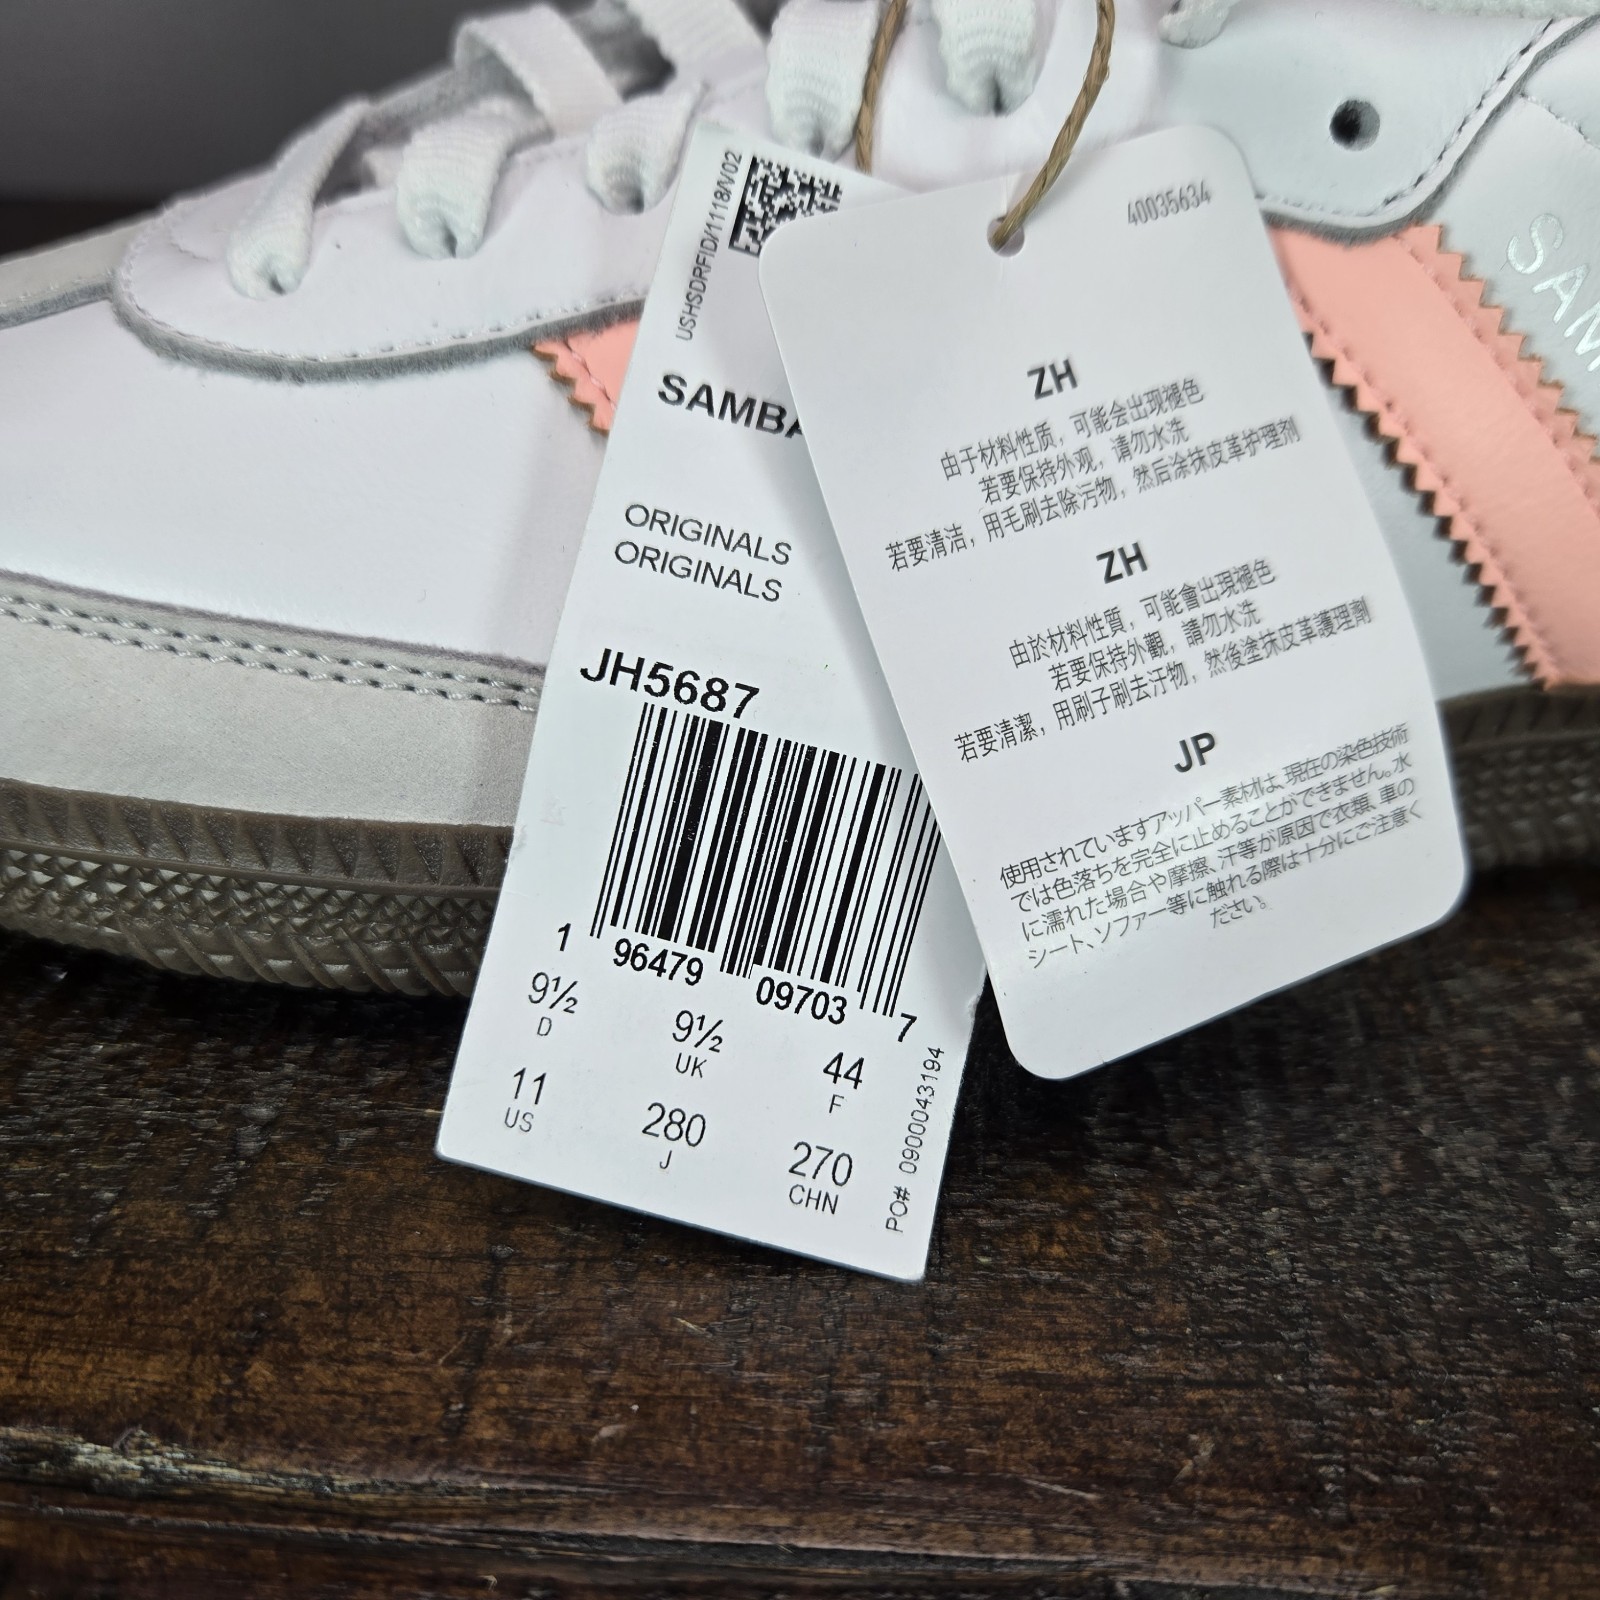 USHSDRFID/1118/V02
SAMBA
ORIGINALS
ORIGINALS
JH5687
1 96479 09703 7
9½ 9½ 44
D UK F
11 280 270
US J CHN
PO# 0900043194
40035634
ZH
由于材料性质，可能会出现褪色
若要保持外观，请勿水洗
若要清洁，用毛刷去除污物，然后涂抹皮革护理剂
ZH
由於材料性質，可能會出現褪色
若要保持外觀，請勿水洗
若要清潔，用刷子刷去汙物，然後塗抹皮革護理劑
JP
使用されていますアッパー素材は、現在の染色技術
では色落ちを完全に止めることができません。水
に濡れた場合や摩擦、汗等が原因で衣類、車の
シート、ソファー等に触れる際は十分にご注意く
ださい。
SAM